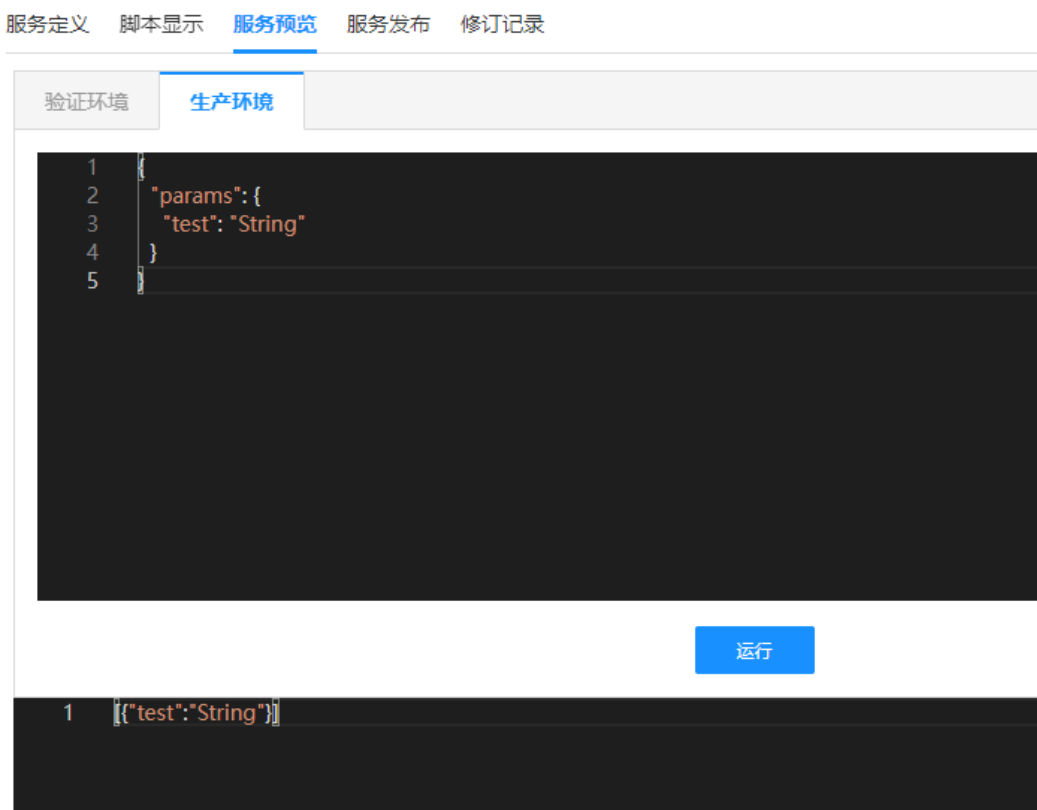 服务定义 脚本显示 服务预览 服务发布 修订记录
验证环境 生产环境
1 {
2 "params": {
3 "test": "String"
4 }
5 }
运行
1 [{"test":"String"}]